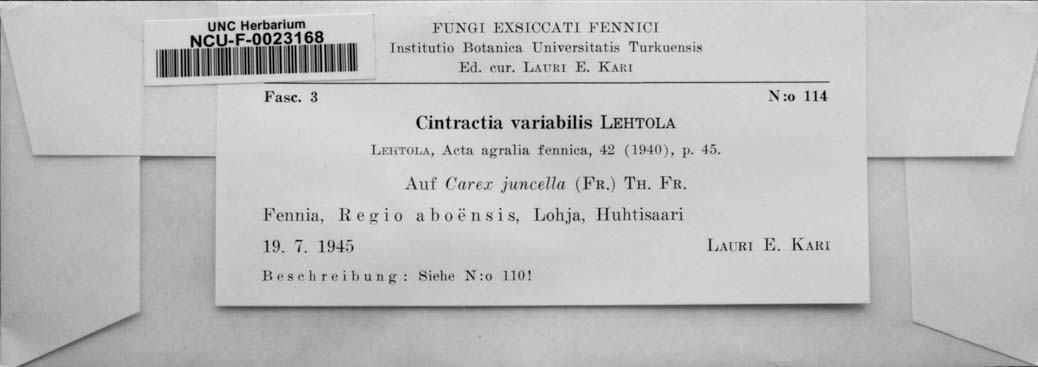 UNC Herbarium
NCU-F-0023168
FUNGI EXSICCATI FENNICI
Institutio Botanica Universitatis Turkuensis
Ed. cur. LAURI E. KARI
Fasc. 3 N:o 114
Cintractia variabilis LEHTOLA
LEHTOLA, Acta agralia fennica, 42 (1940), p. 45.
Auf Carex juncella (FR.) TH. FR.
Fennia, Regio aboënsis, Lohja, Huhtisaari
19. 7. 1945 LAURI E. KARI
Beschreibung: Siehe N:o 110!